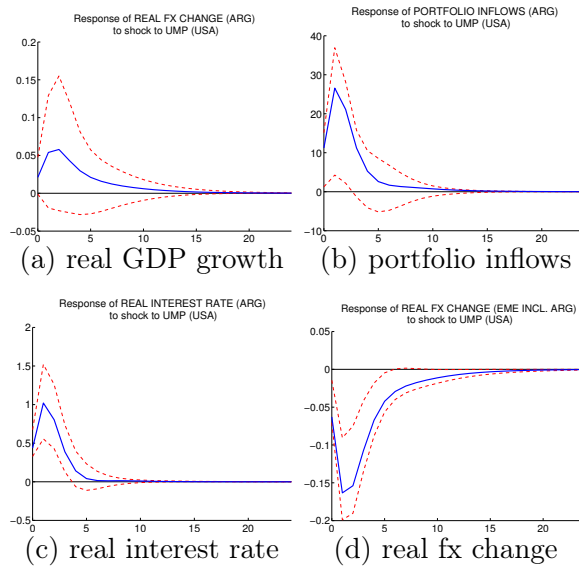 Response of REAL FX CHANGE (ARG)
to shock to UMP (USA)
0.2
0.15
0.1
0.05
0
-0.05
0 5 10 15 20
(a) real GDP growth
Response of PORTFOLIO INFLOWS (ARG)
to shock to UMP (USA)
40
30
20
10
0
-10
0 5 10 15 20
(b) portfolio inflows
Response of REAL INTEREST RATE (ARG)
to shock to UMP (USA)
2
1.5
1
0.5
0
-0.5
0 5 10 15 20
(c) real interest rate
Response of REAL FX CHANGE (EME INCL. ARG)
to shock to UMP (USA)
0.05
0
-0.05
-0.1
-0.15
-0.2
0 5 10 15 20
(d) real fx change